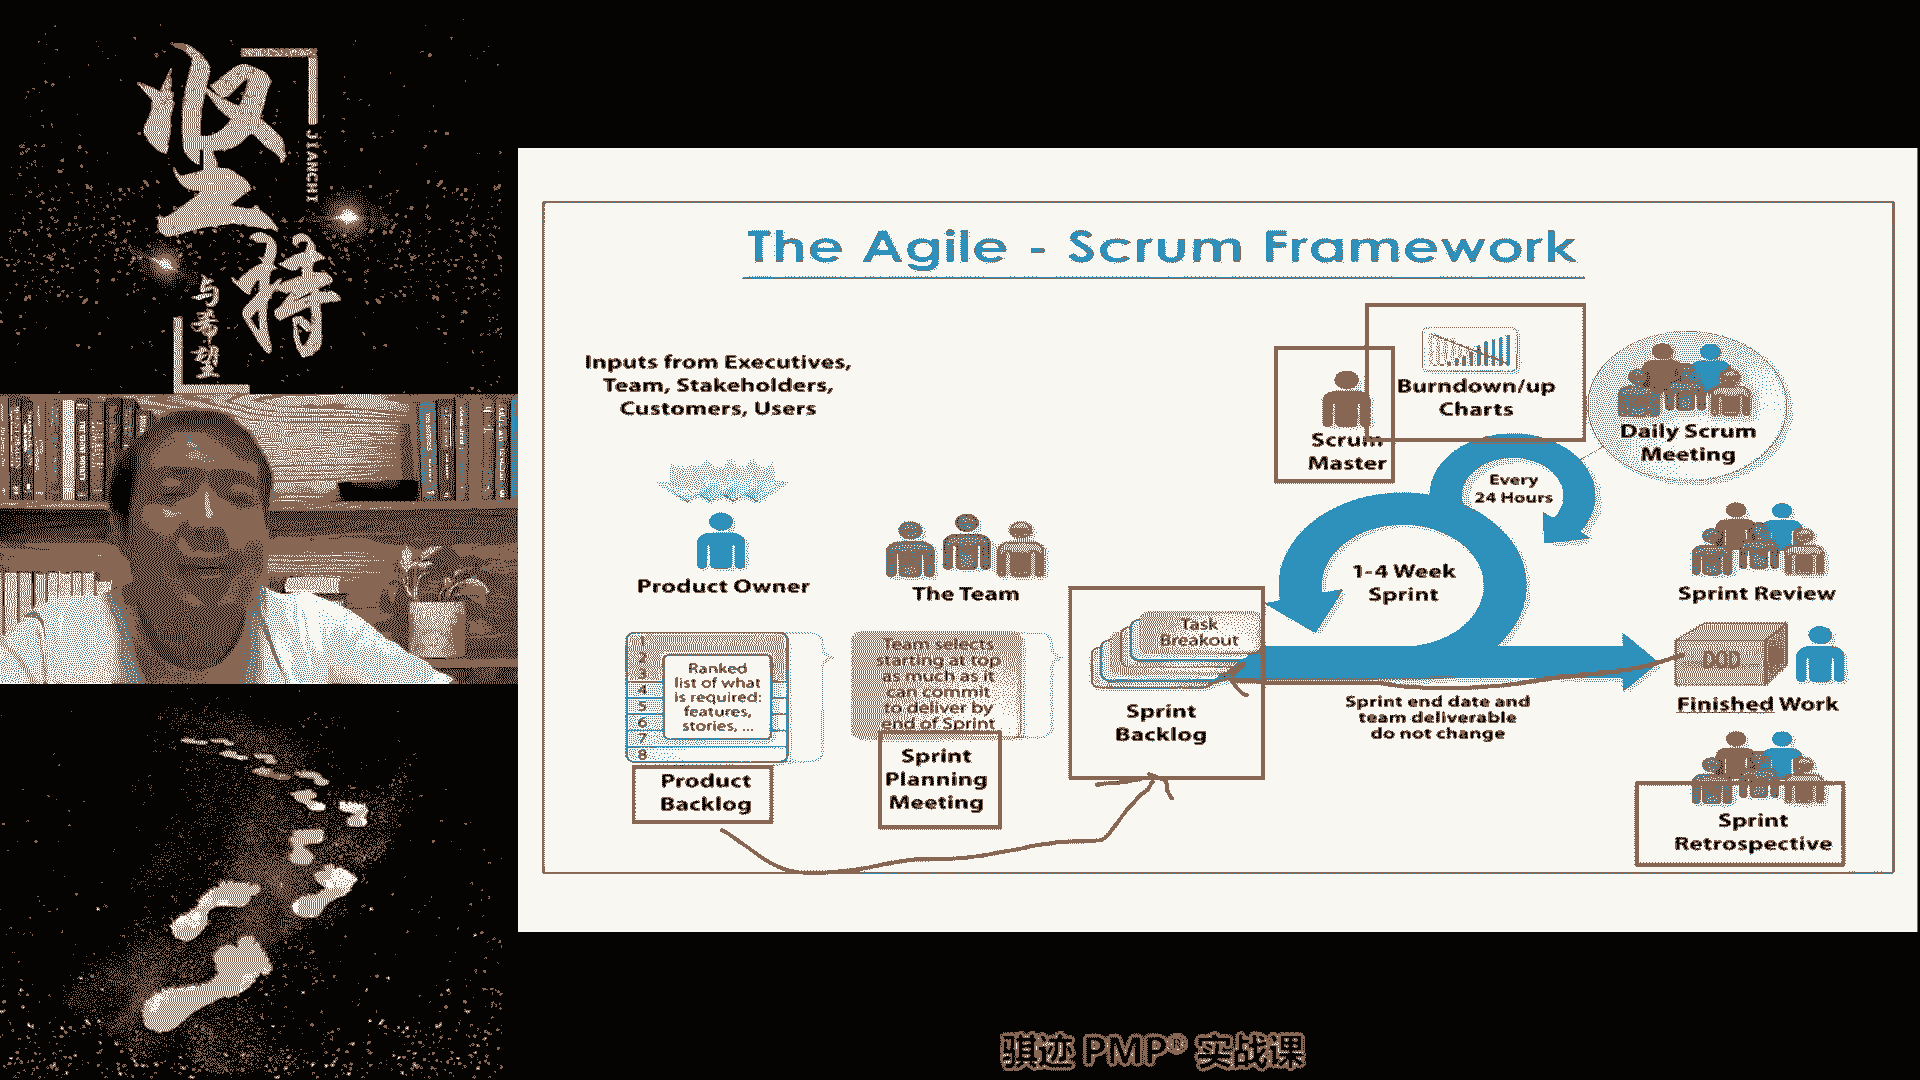 坚
持
JIANCHI
与希望
The Agile - Scrum Framework
Inputs from Executives,
Team, Stakeholders,
Customers, Users
Product Owner
The Team
1
2
3
4
5
6
7
8
Ranked
list of what
is required:
features,
stories, ...
Product
Backlog
Team selects
starting at top
as much as it
can commit
to deliver by
end of Sprint
Sprint
Planning
Meeting
Task
Breakout
Sprint
Backlog
Scrum
Master
Burndown/up
Charts
Every
24 Hours
1-4 Week
Sprint
Sprint end date and
team deliverable
do not change
Daily Scrum
Meeting
Sprint Review
DOD
Finished Work
Sprint
Retrospective
骐迹 PMP® 实战课